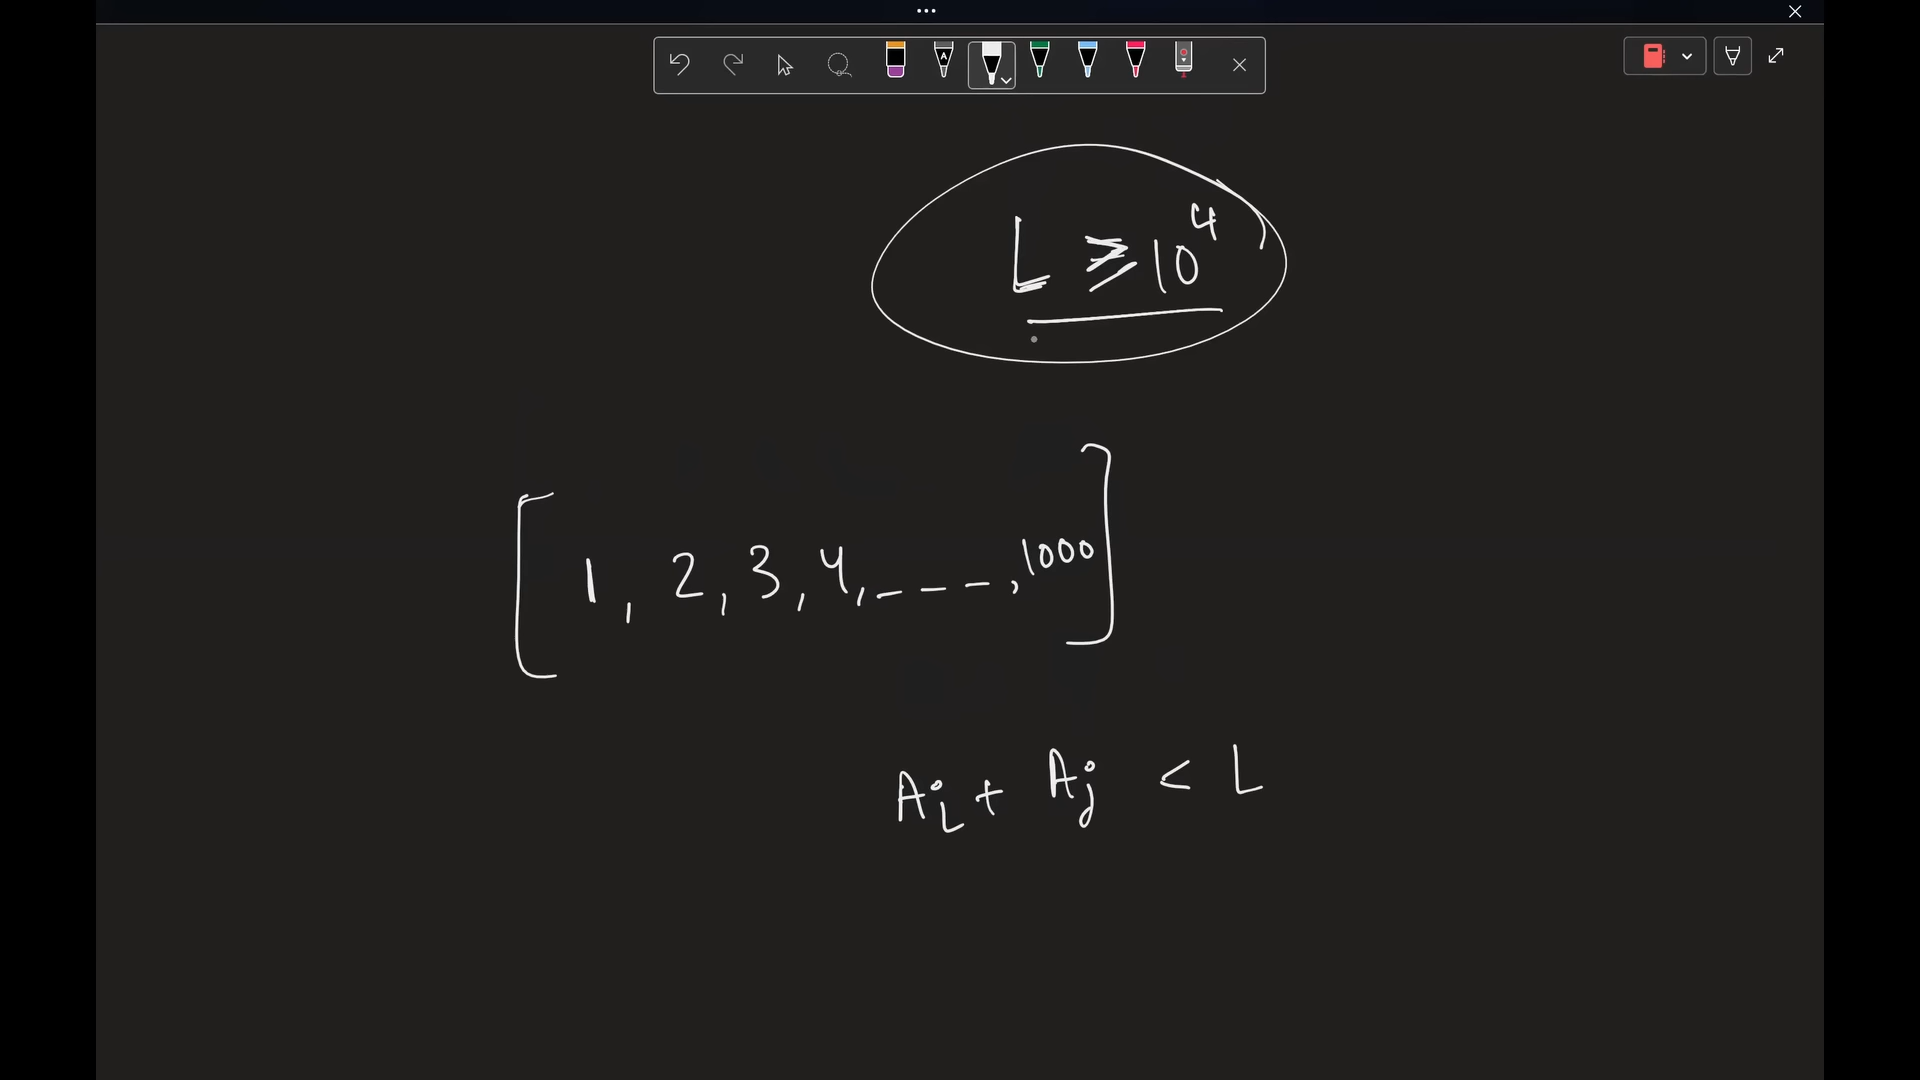 L ≥ 10⁴
[1, 2, 3, 4, _ _ _, 1000]
Aᵢ + Aⱼ < L